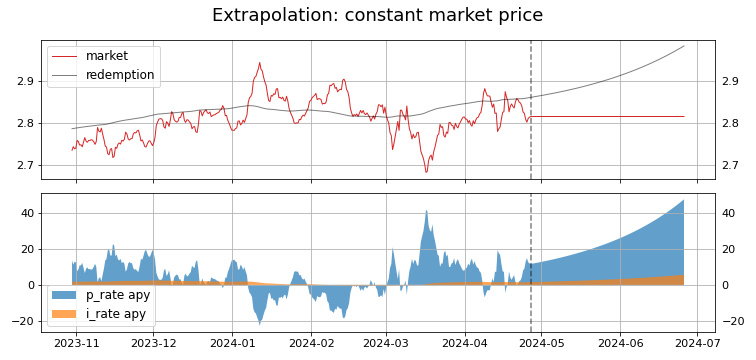 Extrapolation: constant market price
market
redemption
2.9
2.8
2.7
2.9
2.8
2.7
40
20
0
−20
40
20
0
−20
p_rate apy
i_rate apy
2023-11 2023-12 2024-01 2024-02 2024-03 2024-04 2024-05 2024-06 2024-07